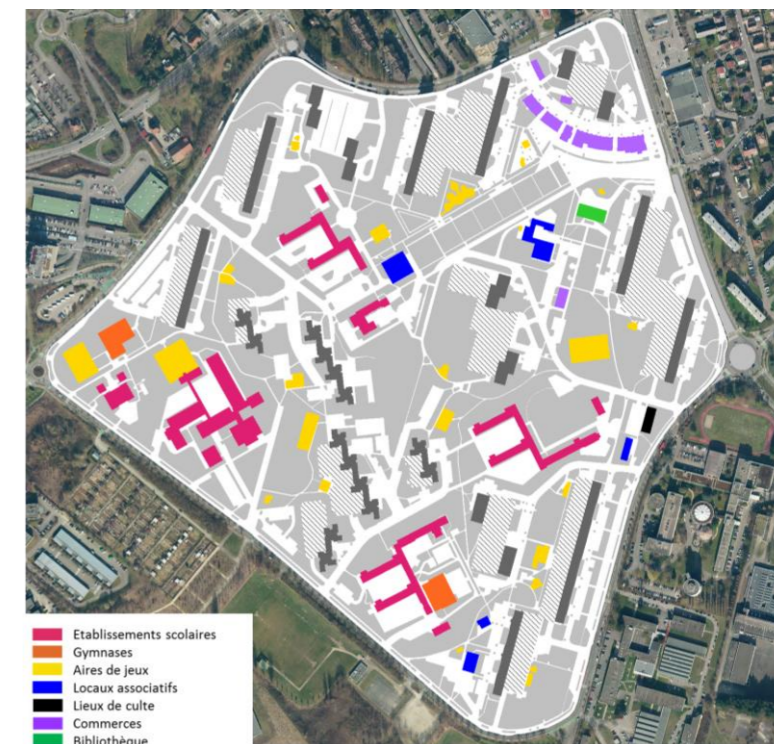 Etablissements scolaires
Gymnases
Aires de jeux
Locaux associatifs
Lieux de culte
Commerces
Bibliothèque